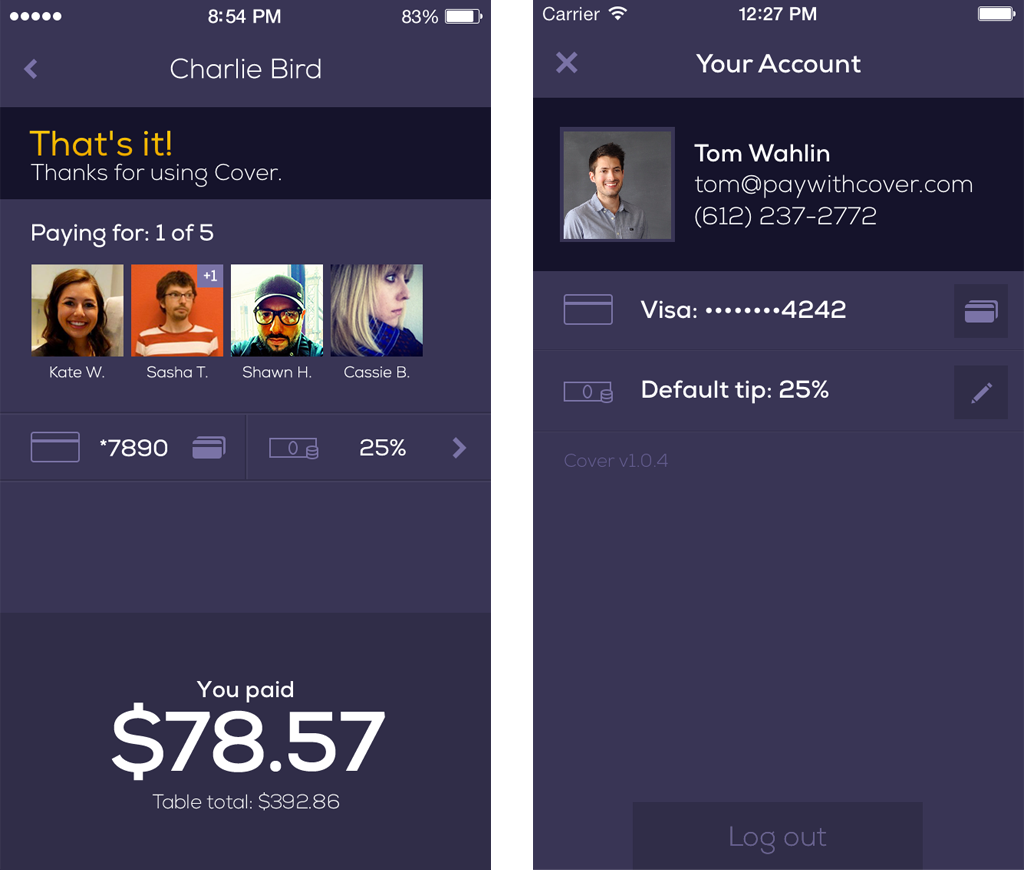 8:54 PM 83%
Charlie Bird
That's it!
Thanks for using Cover.
Paying for: 1 of 5
+1
Kate W. Sasha T. Shawn H. Cassie B.
*7890 0 25%
You paid
$78.57
Table total: $392.86
Carrier 12:27 PM
Your Account
Tom Wahlin
tom@paywithcover.com
(612) 237-2772
Visa: ••••••••4242
0 Default tip: 25%
Cover v1.0.4
Log out